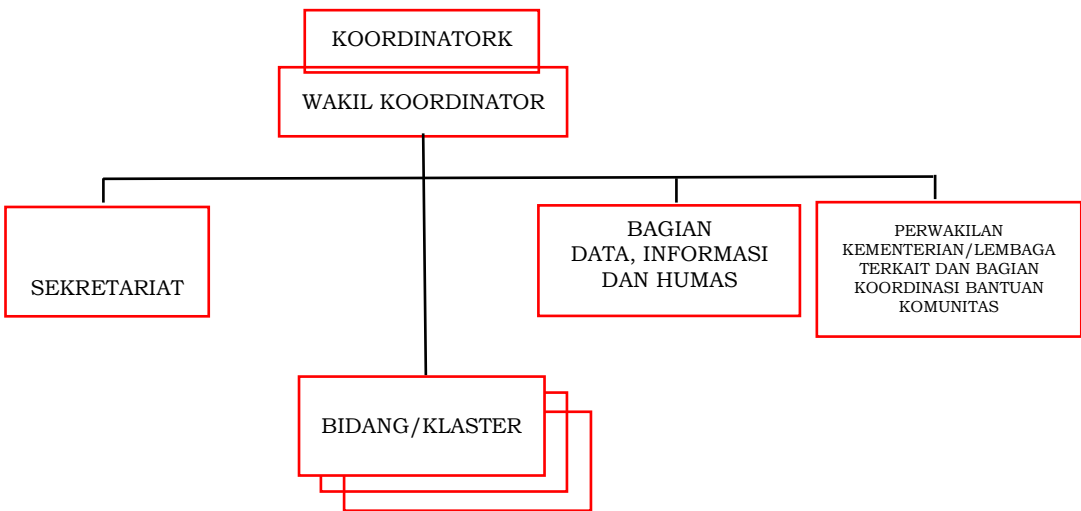 KOORDINATORK
WAKIL KOORDINATOR
SEKRETARIAT
BAGIAN
DATA, INFORMASI
DAN HUMAS
PERWAKILAN
KEMENTERIAN/LEMBAGA
TERKAIT DAN BAGIAN
KOORDINASI BANTUAN
KOMUNITAS
BIDANG/KLASTER